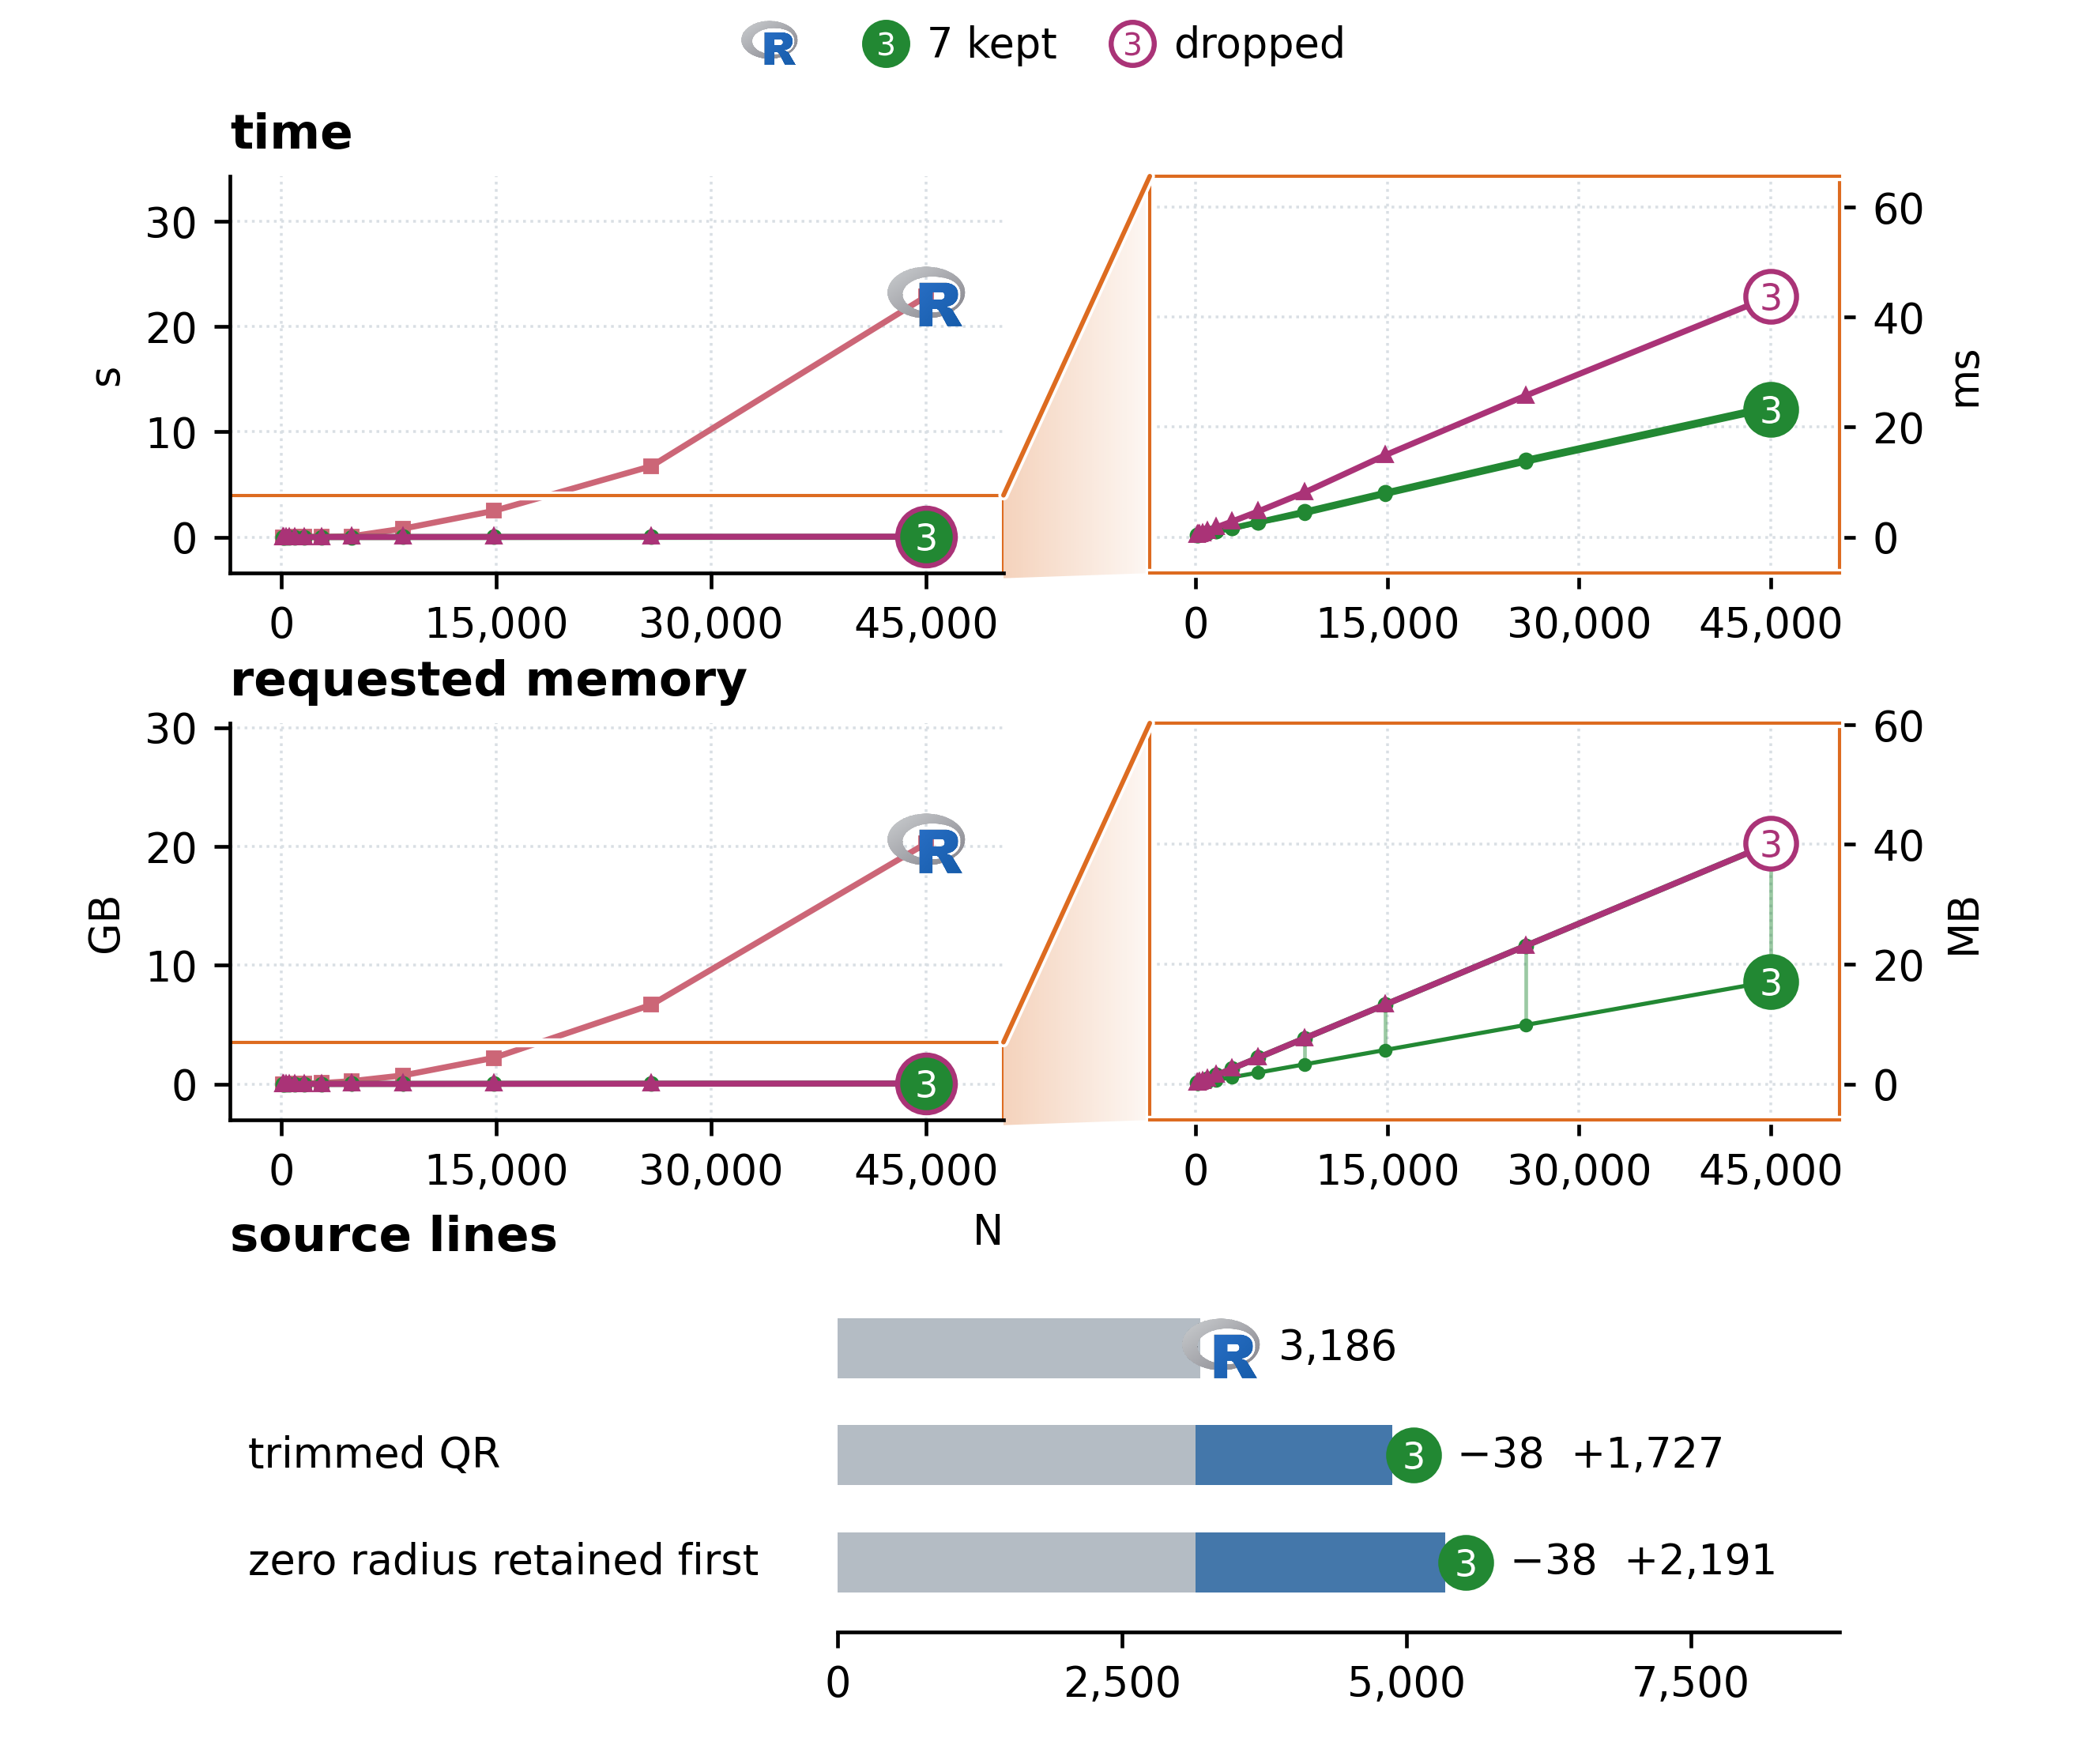 R 3 7 kept 3 dropped
time
30
20
10
0
s
R
3
0 15,000 30,000 45,000
60
40
20
0
ms
3
3
0 15,000 30,000 45,000
requested memory
30
20
10
0
GB
R
3
0 15,000 30,000 45,000
N
60
40
20
0
MB
3
3
0 15,000 30,000 45,000
source lines
R 3,186
trimmed QR 3 −38 +1,727
zero radius retained first 3 −38 +2,191
0 2,500 5,000 7,500